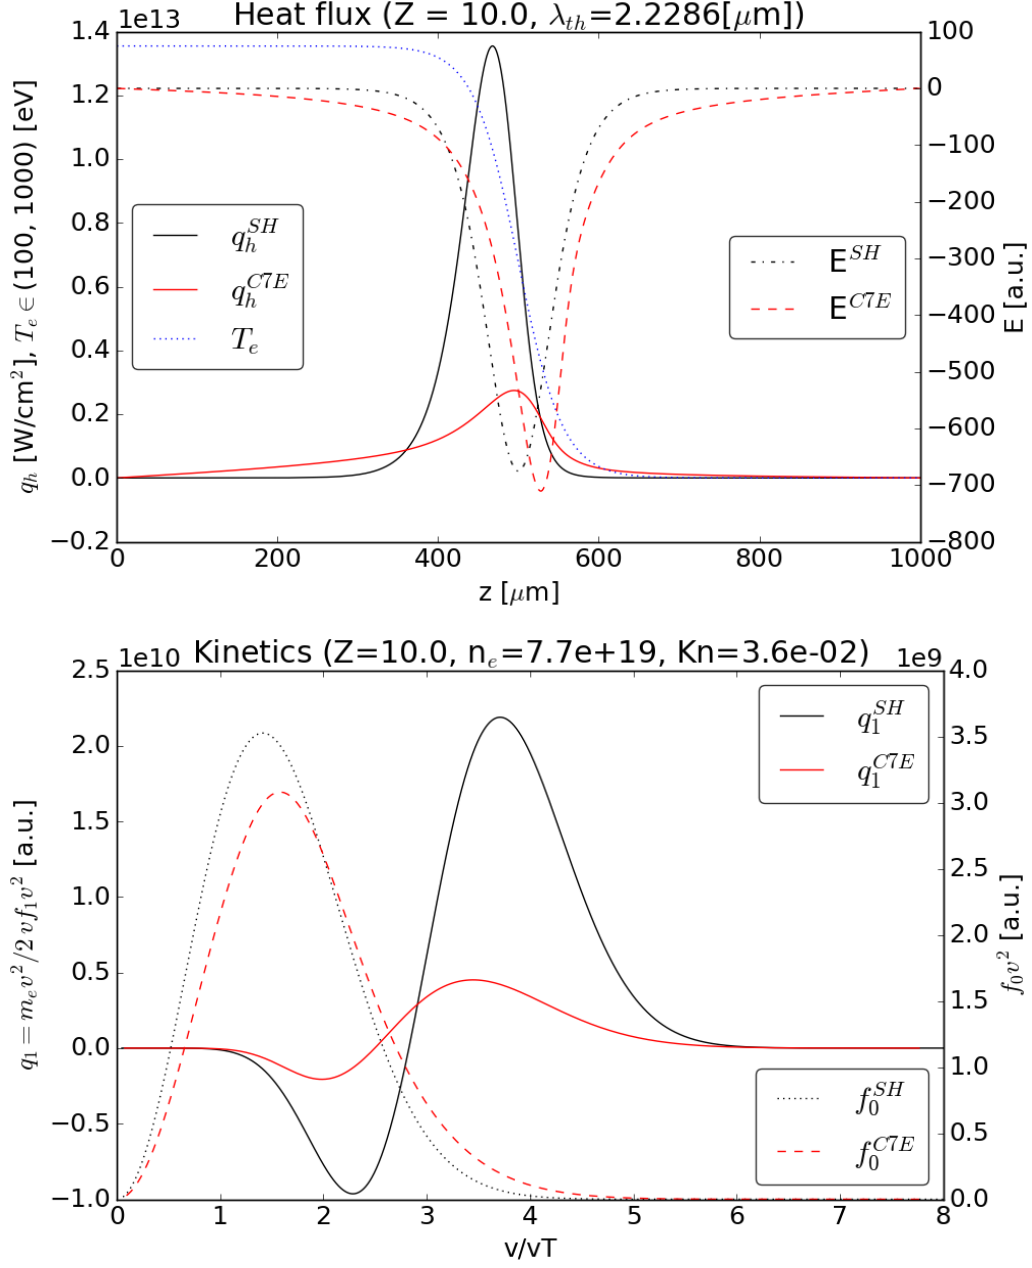 1e13 Heat flux (Z = 10.0, λ_th=2.2286[μm])
1.4
1.2
1.0
0.8
0.6
0.4
0.2
0.0
−0.2
q_h [W/cm²], T_e ∈ (100, 1000) [eV]
q_h^SH
q_h^C7E
T_e
E^SH
E^C7E
100
0
−100
−200
−300
−400
−500
−600
−700
−800
E [a.u.]
0 200 400 600 800 1000
z [μm]
1e10 Kinetics (Z=10.0, n_e=7.7e+19, Kn=3.6e-02) 1e9
2.5
2.0
1.5
1.0
0.5
0.0
−0.5
−1.0
q_1 = m_e v²/2 v f_1 v² [a.u.]
q_1^SH
q_1^C7E
f_0^SH
f_0^C7E
4.0
3.5
3.0
2.5
2.0
1.5
1.0
0.5
0.0
f_0 v² [a.u.]
0 1 2 3 4 5 6 7 8
v/vT